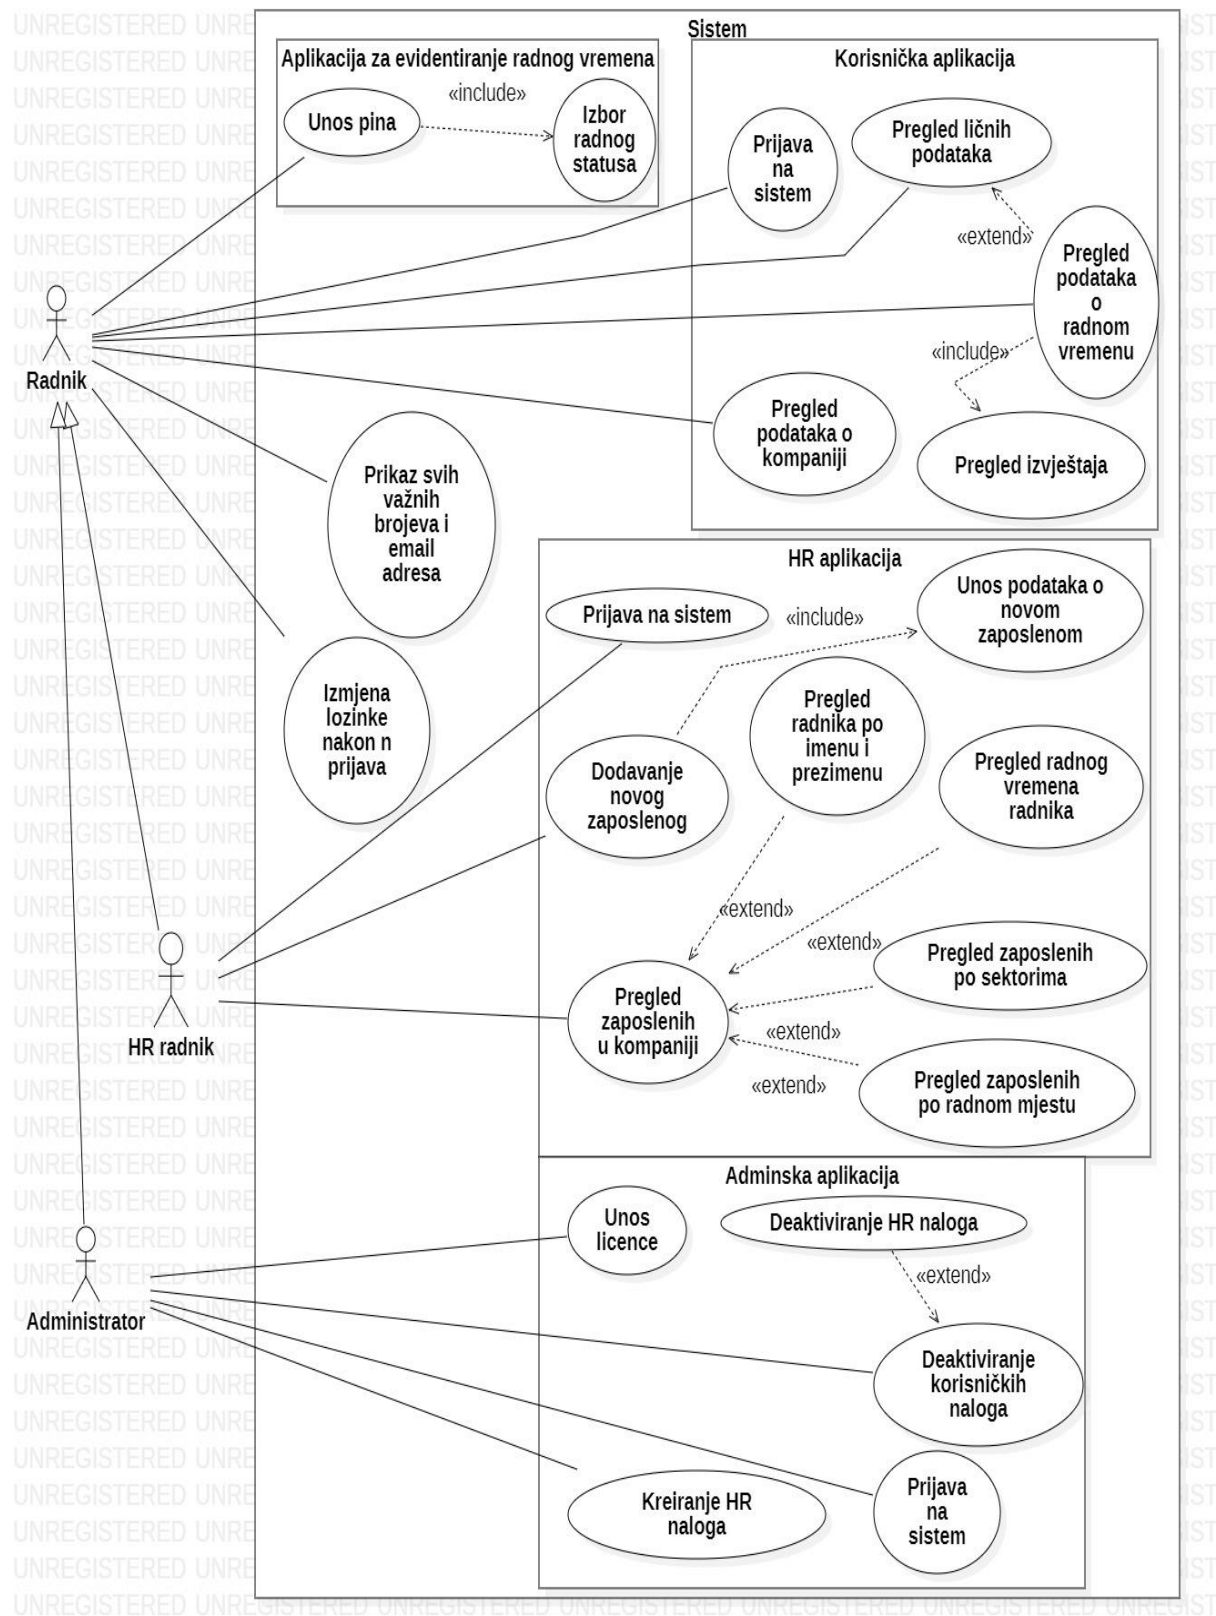 Sistem
Aplikacija za evidentiranje radnog vremena
«include»
Unos pina
Izbor
radnog
statusa
Korisnička aplikacija
Prijava
na
sistem
Pregled ličnih
podataka
«extend»
Pregled
podataka
o
radnom
vremenu
«include»
Pregled
podataka o
kompaniji
Pregled izvještaja
Radnik
Prikaz svih
važnih
brojeva i
email
adresa
Izmjena
lozinke
nakon n
prijava
HR aplikacija
Prijava na sistem
«include»
Unos podataka o
novom
zaposlenom
Pregled
radnika po
imenu i
prezimenu
Dodavanje
novog
zaposlenog
Pregled radnog
vremena
radnika
«extend»
«extend»
Pregled zaposlenih
po sektorima
Pregled
zaposlenih
u kompaniji
«extend»
«extend»
Pregled zaposlenih
po radnom mjestu
HR radnik
Adminska aplikacija
Unos
licence
Deaktiviranje HR naloga
«extend»
Administrator
Deaktiviranje
korisničkih
naloga
Kreiranje HR
naloga
Prijava
na
sistem
UNREGISTERED